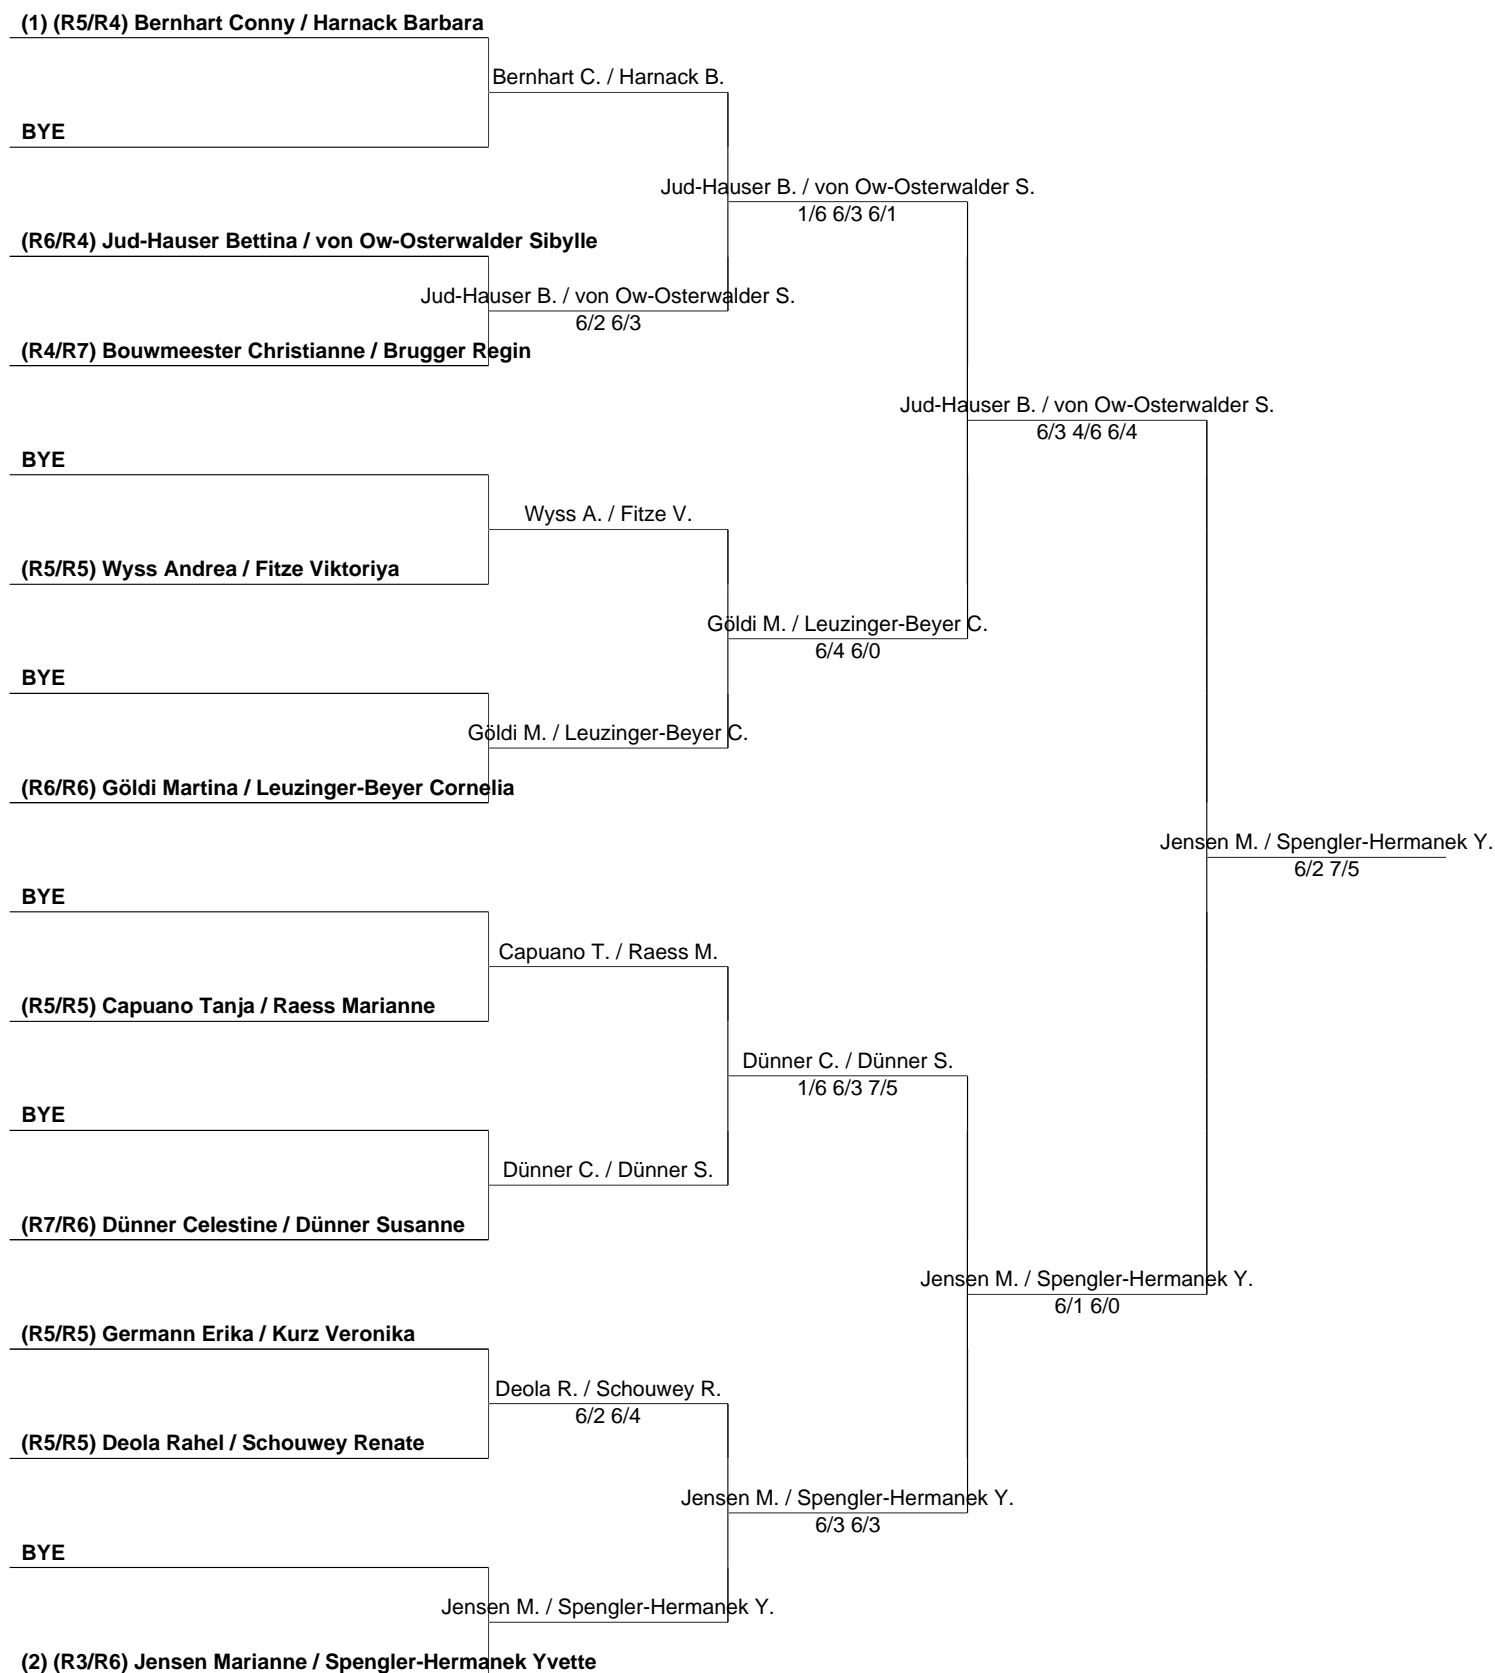 (1) (R5/R4) Bernhart Conny / Harnack Barbara
Bernhart C. / Harnack B.
BYE
Jud-Hauser B. / von Ow-Osterwalder S.
1/6 6/3 6/1
(R6/R4) Jud-Hauser Bettina / von Ow-Osterwalder Sibylle
Jud-Hauser B. / von Ow-Osterwalder S.
6/2 6/3
(R4/R7) Bouwmeester Christianne / Brugger Regin
Jud-Hauser B. / von Ow-Osterwalder S.
6/3 4/6 6/4
BYE
Wyss A. / Fitze V.
(R5/R5) Wyss Andrea / Fitze Viktoriya
Göldi M. / Leuzinger-Beyer C.
6/4 6/0
BYE
Göldi M. / Leuzinger-Beyer C.
(R6/R6) Göldi Martina / Leuzinger-Beyer Cornelia
Jensen M. / Spengler-Hermanek Y.
6/2 7/5
BYE
Capuano T. / Raess M.
(R5/R5) Capuano Tanja / Raess Marianne
Dünner C. / Dünner S.
1/6 6/3 7/5
BYE
Dünner C. / Dünner S.
(R7/R6) Dünner Celestine / Dünner Susanne
Jensen M. / Spengler-Hermanek Y.
6/1 6/0
(R5/R5) Germann Erika / Kurz Veronika
Deola R. / Schouwey R.
6/2 6/4
(R5/R5) Deola Rahel / Schouwey Renate
Jensen M. / Spengler-Hermanek Y.
6/3 6/3
BYE
Jensen M. / Spengler-Hermanek Y.
(2) (R3/R6) Jensen Marianne / Spengler-Hermanek Yvette